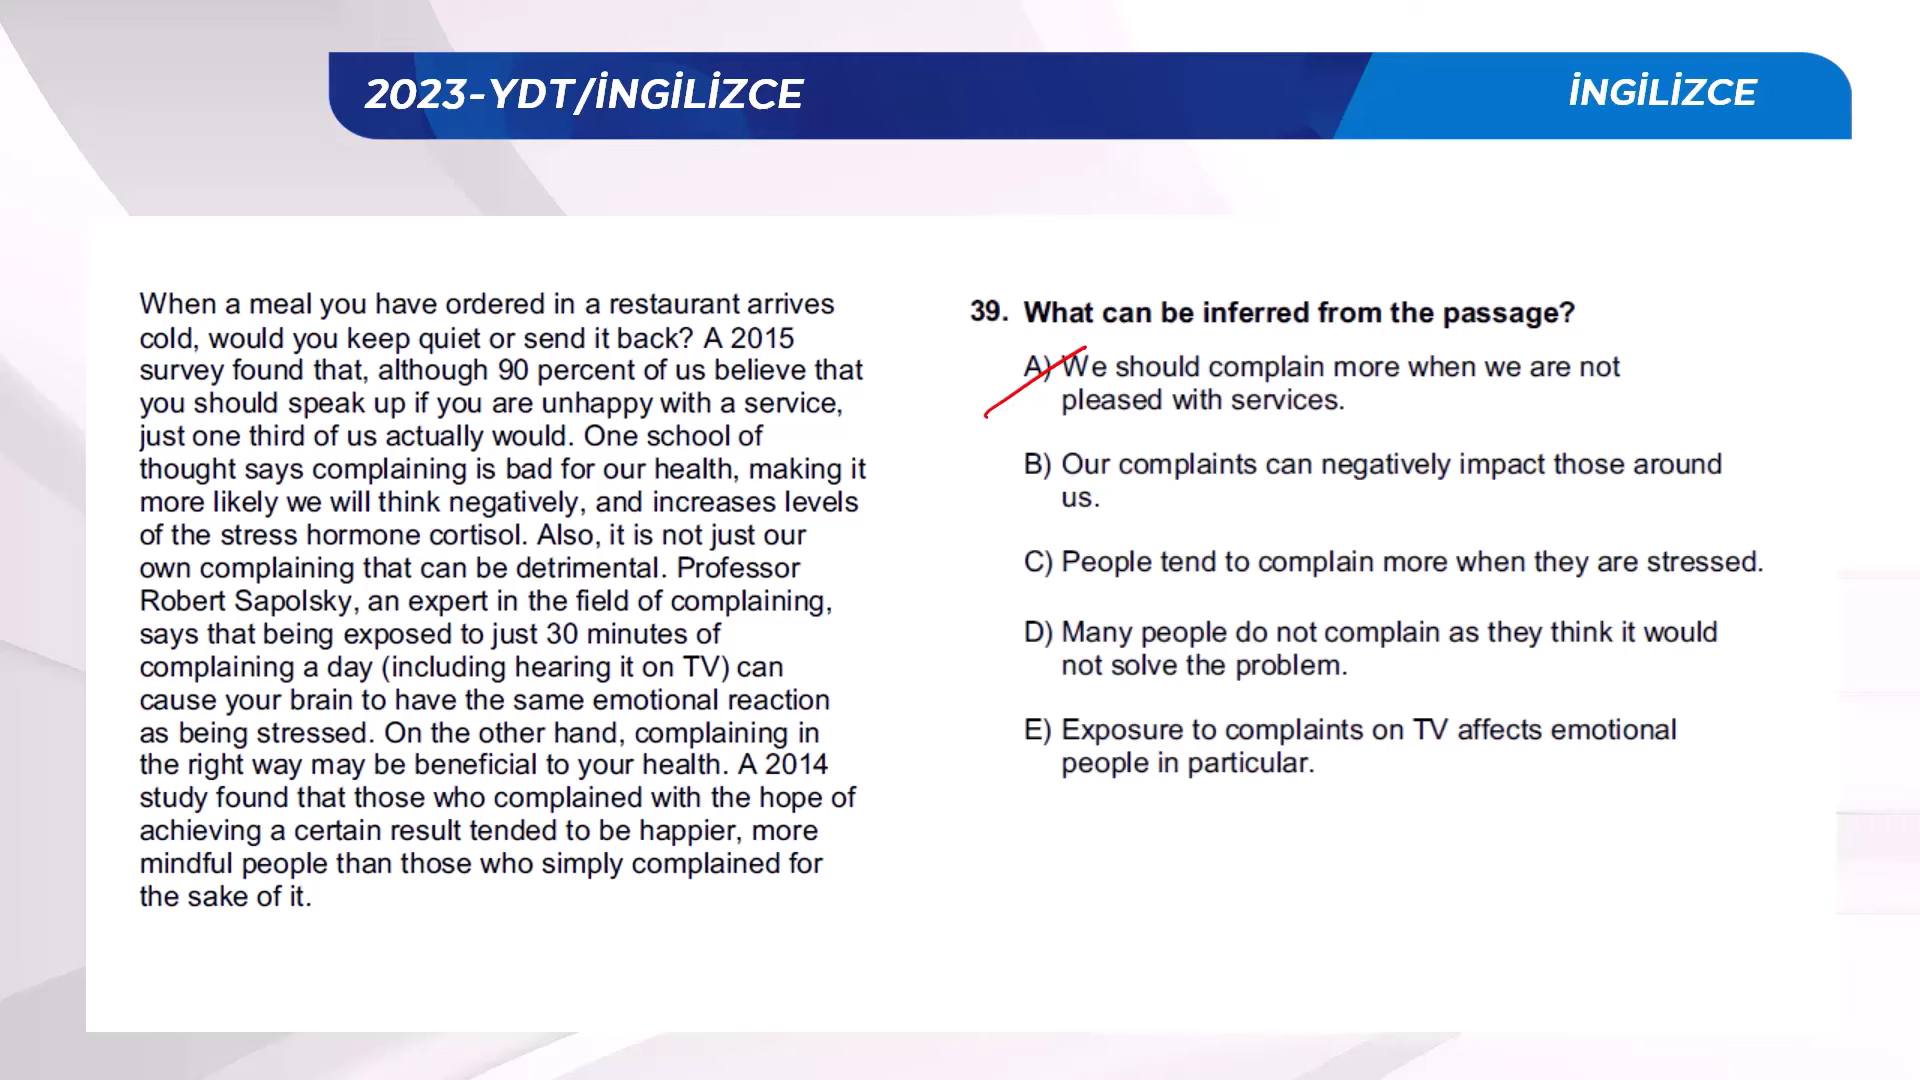 2023-YDT/İNGİLİZCE
İNGİLİZCE
When a meal you have ordered in a restaurant arrives
cold, would you keep quiet or send it back? A 2015
survey found that, although 90 percent of us believe that
you should speak up if you are unhappy with a service,
just one third of us actually would. One school of
thought says complaining is bad for our health, making it
more likely we will think negatively, and increases levels
of the stress hormone cortisol. Also, it is not just our
own complaining that can be detrimental. Professor
Robert Sapolsky, an expert in the field of complaining,
says that being exposed to just 30 minutes of
complaining a day (including hearing it on TV) can
cause your brain to have the same emotional reaction
as being stressed. On the other hand, complaining in
the right way may be beneficial to your health. A 2014
study found that those who complained with the hope of
achieving a certain result tended to be happier, more
mindful people than those who simply complained for
the sake of it.
39. What can be inferred from the passage?
A) We should complain more when we are not
pleased with services.
B) Our complaints can negatively impact those around
us.
C) People tend to complain more when they are stressed.
D) Many people do not complain as they think it would
not solve the problem.
E) Exposure to complaints on TV affects emotional
people in particular.